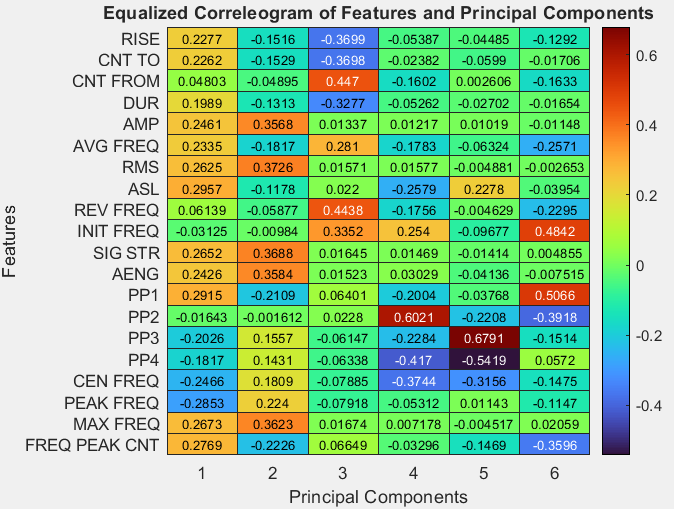 Equalized Correleogram of Features and Principal Components
RISE 0.2277 -0.1516 -0.3699 -0.05387 -0.04485 -0.1292
CNT TO 0.2262 -0.1529 -0.3698 -0.02382 -0.0599 -0.01706
CNT FROM 0.04803 -0.04895 0.447 -0.1602 0.002606 -0.1633
DUR 0.1989 -0.1313 -0.3277 -0.05262 -0.02702 -0.01654
AMP 0.2461 0.3568 0.01337 0.01217 0.01019 -0.01148
AVG FREQ 0.2335 -0.1817 0.281 -0.1783 -0.06324 -0.2571
RMS 0.2625 0.3726 0.01571 0.01577 -0.004881 -0.002653
ASL 0.2957 -0.1178 0.022 -0.2579 0.2278 -0.03954
REV FREQ 0.06139 -0.05877 0.4438 -0.1756 -0.004629 -0.2295
INIT FREQ -0.03125 -0.00984 0.3352 0.254 -0.09677 0.4842
SIG STR 0.2652 0.3688 0.01645 0.01469 -0.01414 0.004855
AENG 0.2426 0.3584 0.01523 0.03029 -0.04136 -0.007515
PP1 0.2915 -0.2109 0.06401 -0.2004 -0.03768 0.5066
PP2 -0.01643 -0.001612 0.0228 0.6021 -0.2208 -0.3918
PP3 -0.2026 0.1557 -0.06147 -0.2284 0.6791 -0.1514
PP4 -0.1817 0.1431 -0.06338 -0.417 -0.5419 0.0572
CEN FREQ -0.2466 0.1809 -0.07885 -0.3744 -0.3156 -0.1475
PEAK FREQ -0.2853 0.224 -0.07918 -0.05312 0.01143 -0.1147
MAX FREQ 0.2673 0.3623 0.01674 0.007178 -0.004517 0.02059
FREQ PEAK CNT 0.2769 -0.2226 0.06649 -0.03296 -0.1469 -0.3596
1 2 3 4 5 6
Principal Components
Features
0.6
0.4
0.2
0
-0.2
-0.4